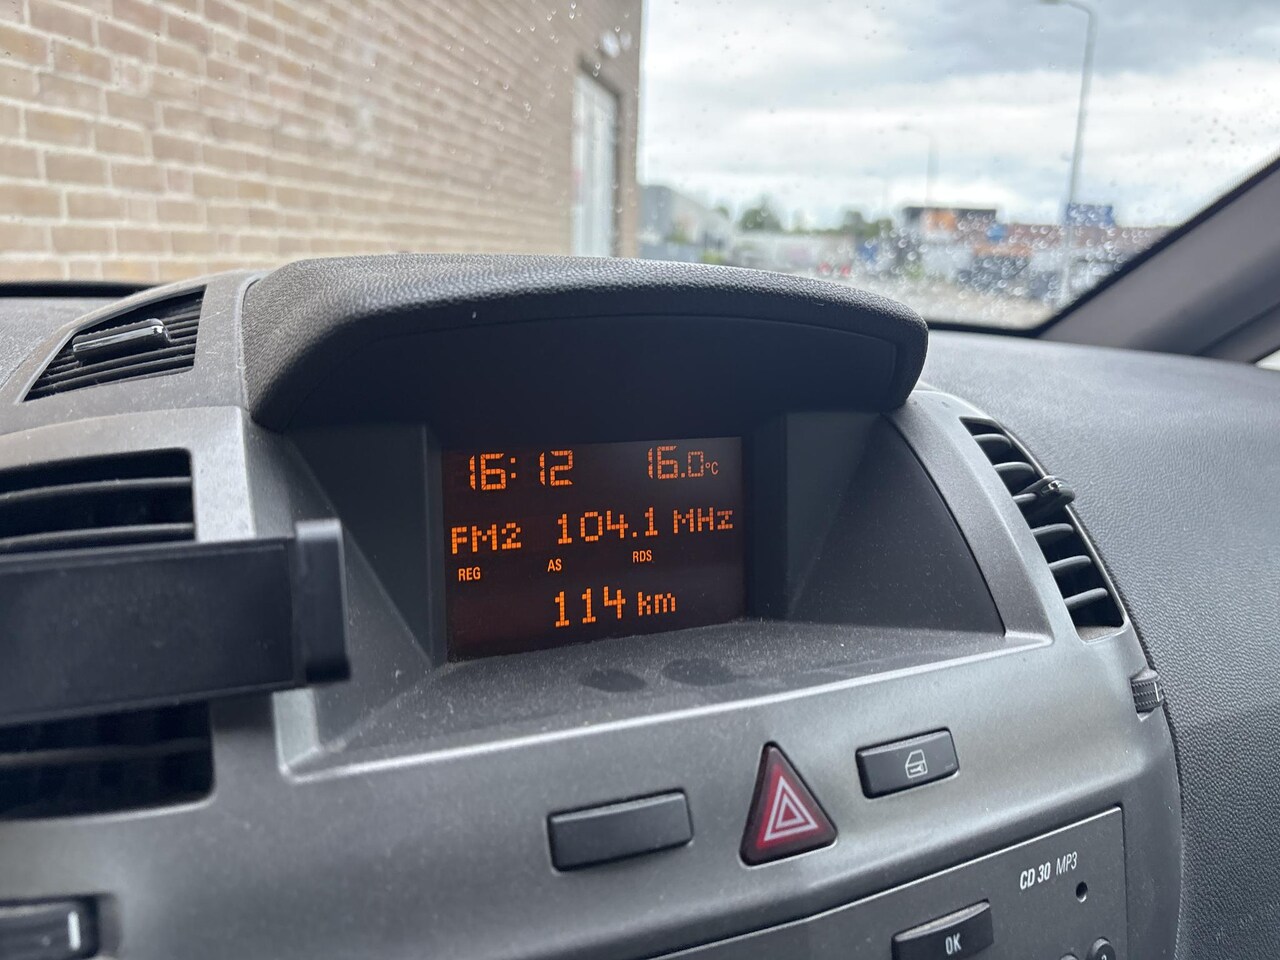 16:12 16.0°C
FM2 104.1 MHz
REG AS RDS
114 km
CD 30 MP3
OK